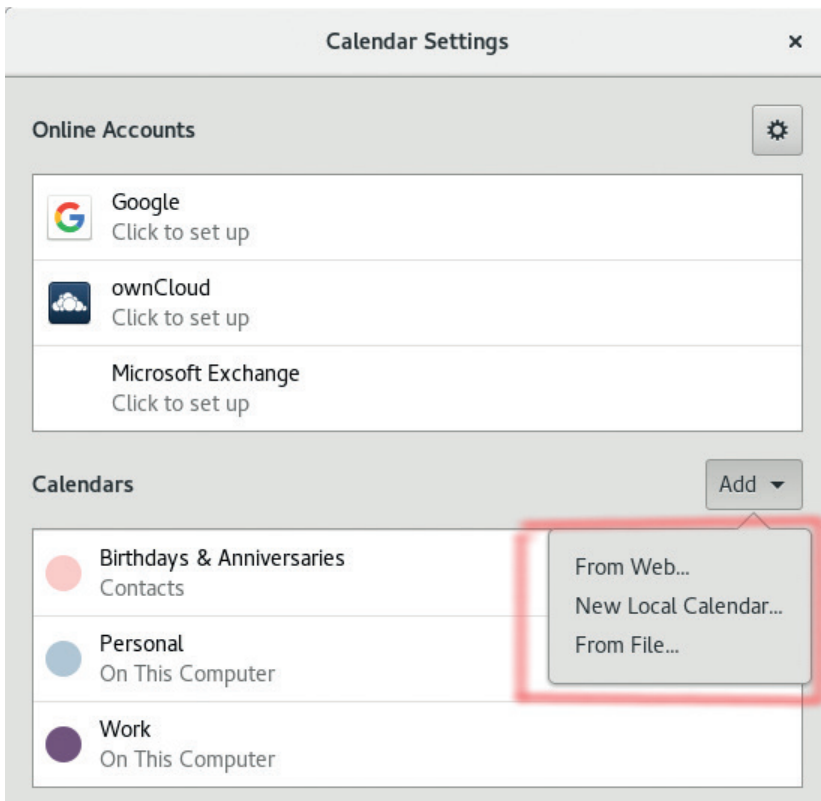 Calendar Settings
Online Accounts
Google
Click to set up
ownCloud
Click to set up
Microsoft Exchange
Click to set up
Calendars
Add
From Web...
New Local Calendar...
From File...
Birthdays & Anniversaries
Contacts
Personal
On This Computer
Work
On This Computer